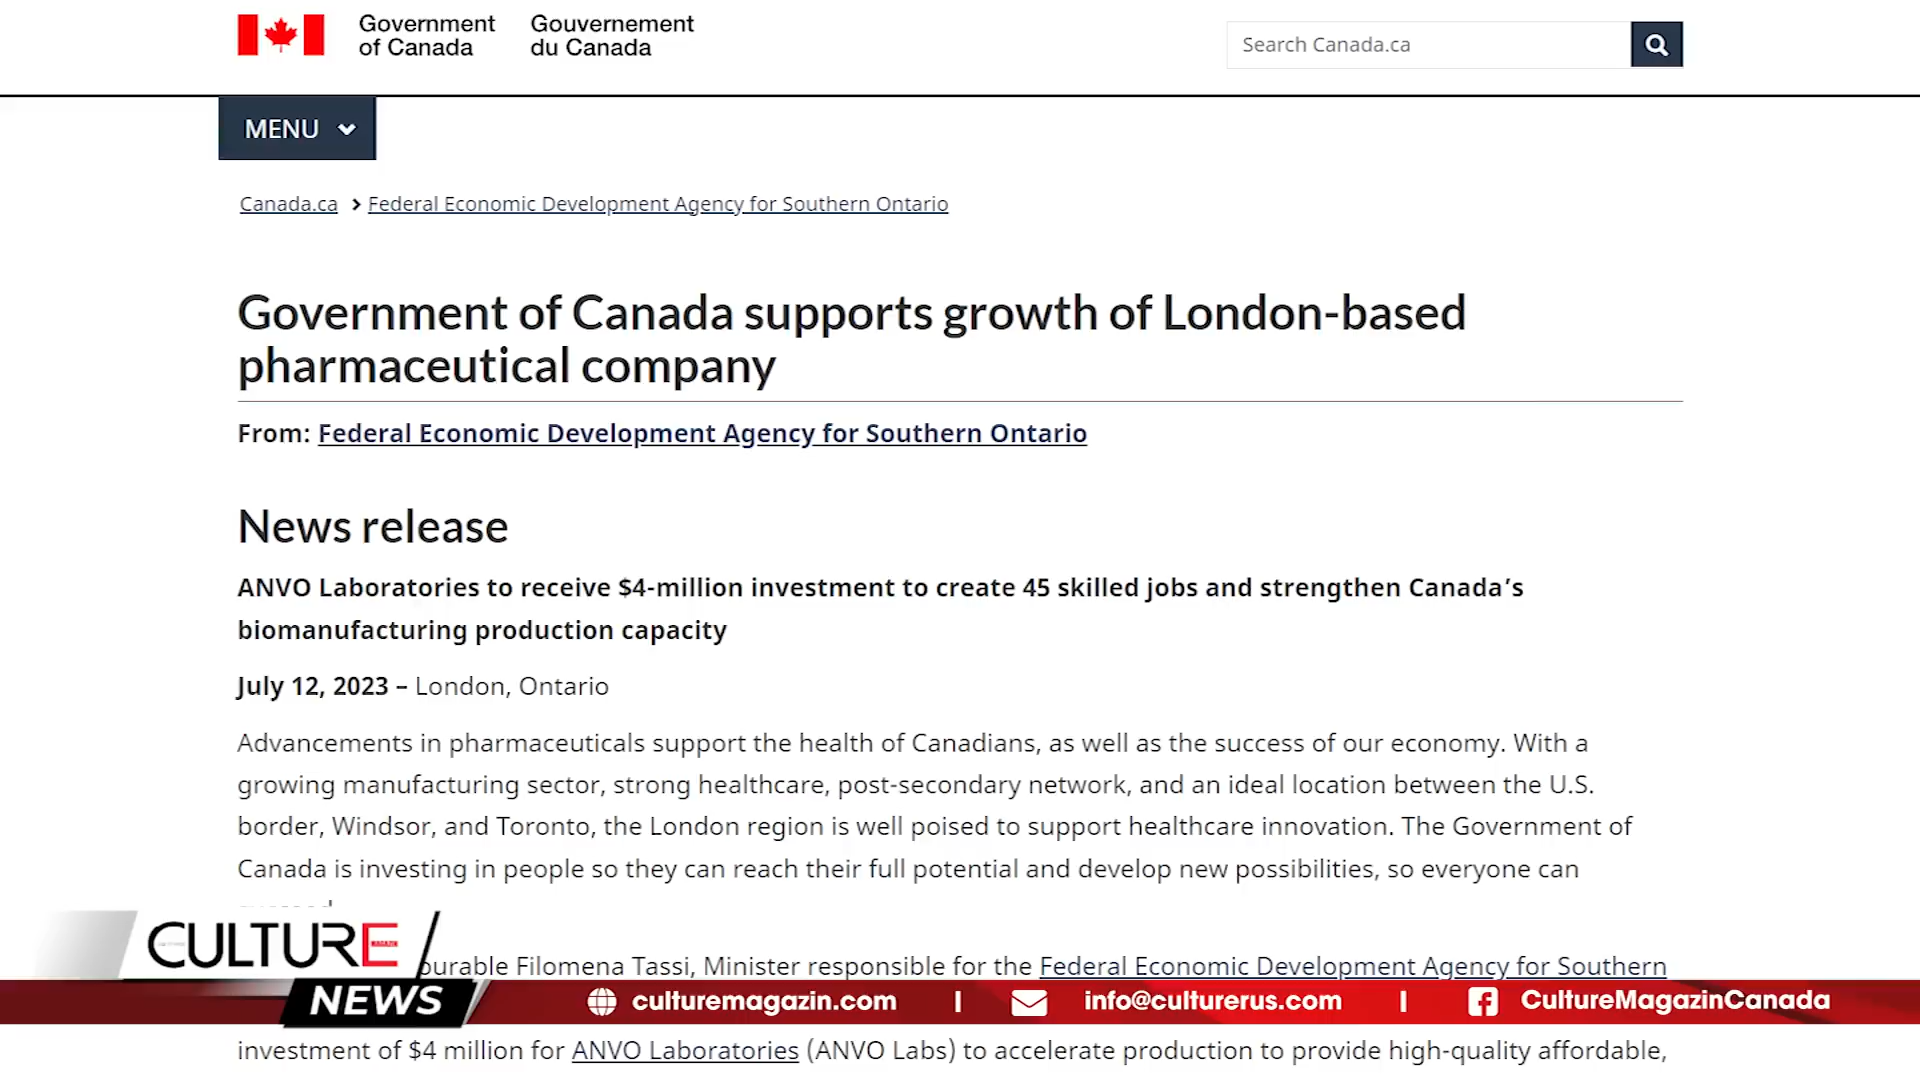 Government of Canada
Gouvernement du Canada
Search Canada.ca
MENU
Canada.ca > Federal Economic Development Agency for Southern Ontario
Government of Canada supports growth of London-based
pharmaceutical company
From: Federal Economic Development Agency for Southern Ontario
News release
ANVO Laboratories to receive $4-million investment to create 45 skilled jobs and strengthen Canada’s
biomanufacturing production capacity
July 12, 2023 – London, Ontario
Advancements in pharmaceuticals support the health of Canadians, as well as the success of our economy. With a
growing manufacturing sector, strong healthcare, post-secondary network, and an ideal location between the U.S.
border, Windsor, and Toronto, the London region is well poised to support healthcare innovation. The Government of
Canada is investing in people so they can reach their full potential and develop new possibilities, so everyone can
ourable Filomena Tassi, Minister responsible for the Federal Economic Development Agency for Southern
CULTURE
NEWS
culturemagazin.com | info@culturerus.com | CultureMagazinCanada
investment of $4 million for ANVO Laboratories (ANVO Labs) to accelerate production to provide high-quality affordable,